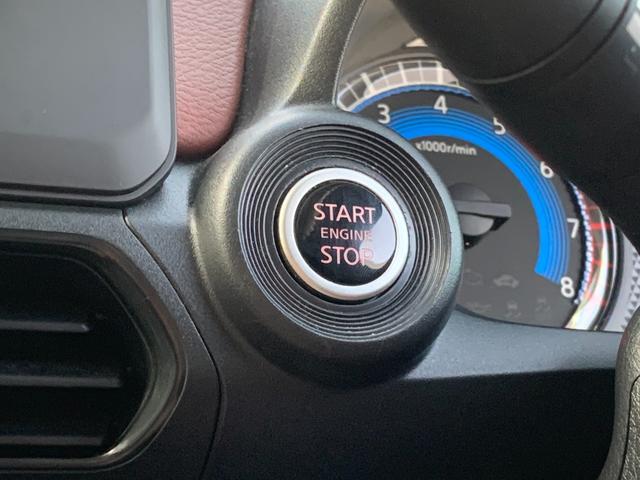 START
ENGINE
STOP
3
4
5
6
7
8
x1000r/min